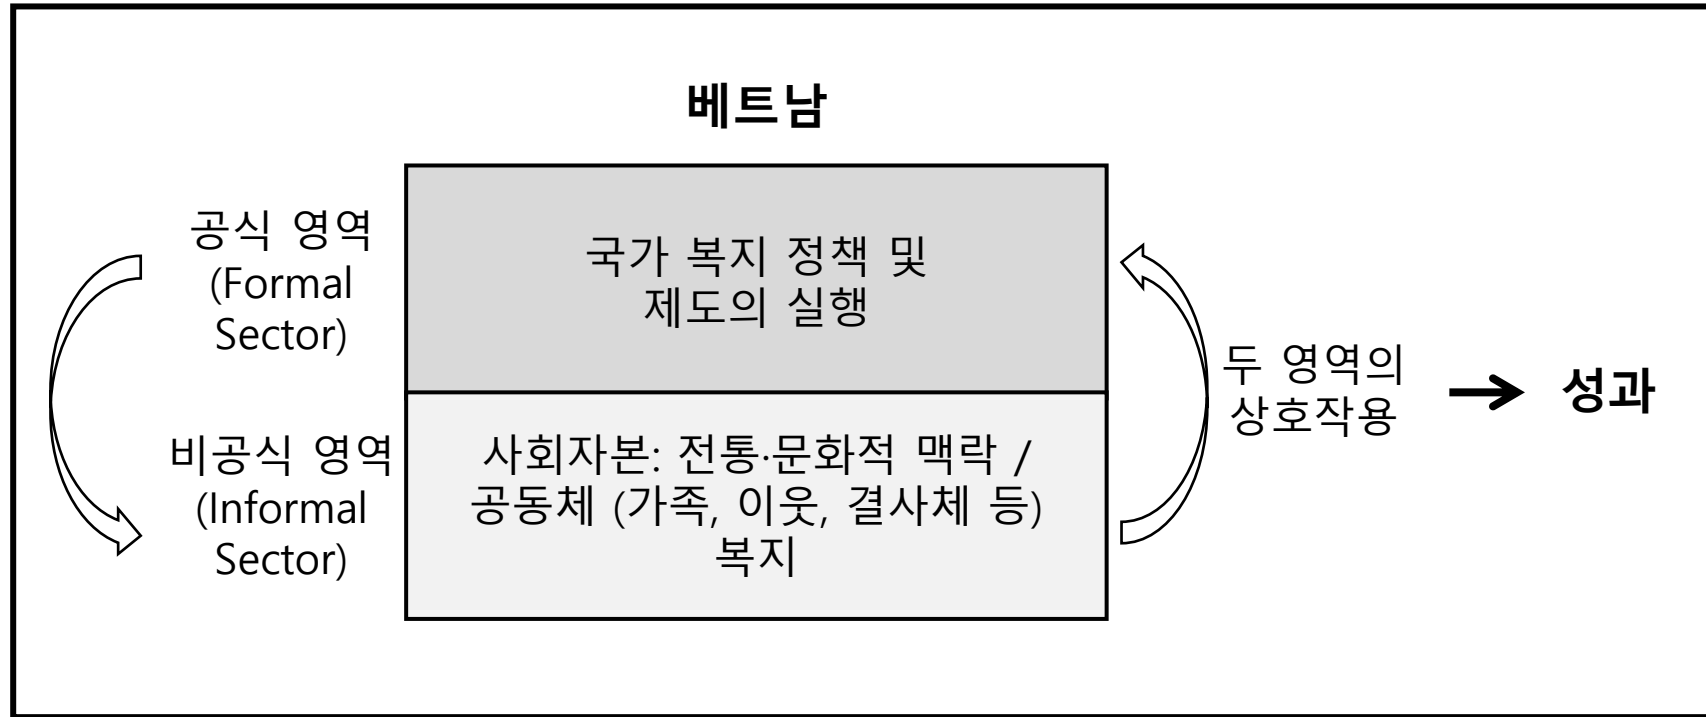 베트남
공식 영역
(Formal
Sector)
국가 복지 정책 및
제도의 실행
비공식 영역
(Informal
Sector)
사회자본: 전통·문화적 맥락 /
공동체 (가족, 이웃, 결사체 등)
복지
두 영역의
상호작용
성과